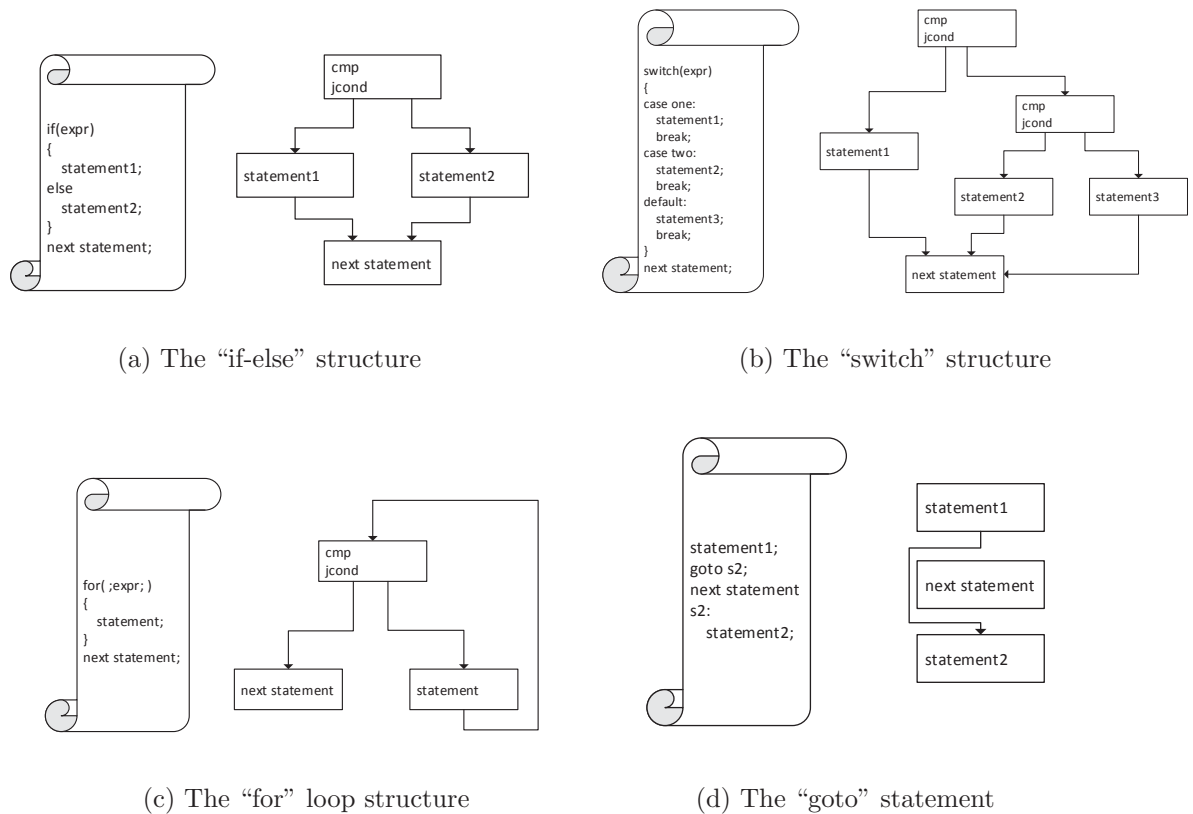 if(expr)
{
statement1;
else
statement2;
}
next statement;
cmp
jcond
statement1
statement2
next statement
(a) The “if-else” structure
switch(expr)
{
case one:
statement1;
break;
case two:
statement2;
break;
default:
statement3;
break;
}
next statement;
cmp
jcond
cmp
jcond
statement1
statement2
statement3
next statement
(b) The “switch” structure
for( ;expr; )
{
statement;
}
next statement;
cmp
jcond
next statement
statement
(c) The “for” loop structure
statement1;
goto s2;
next statement
s2:
statement2;
statement1
next statement
statement2
(d) The “goto” statement